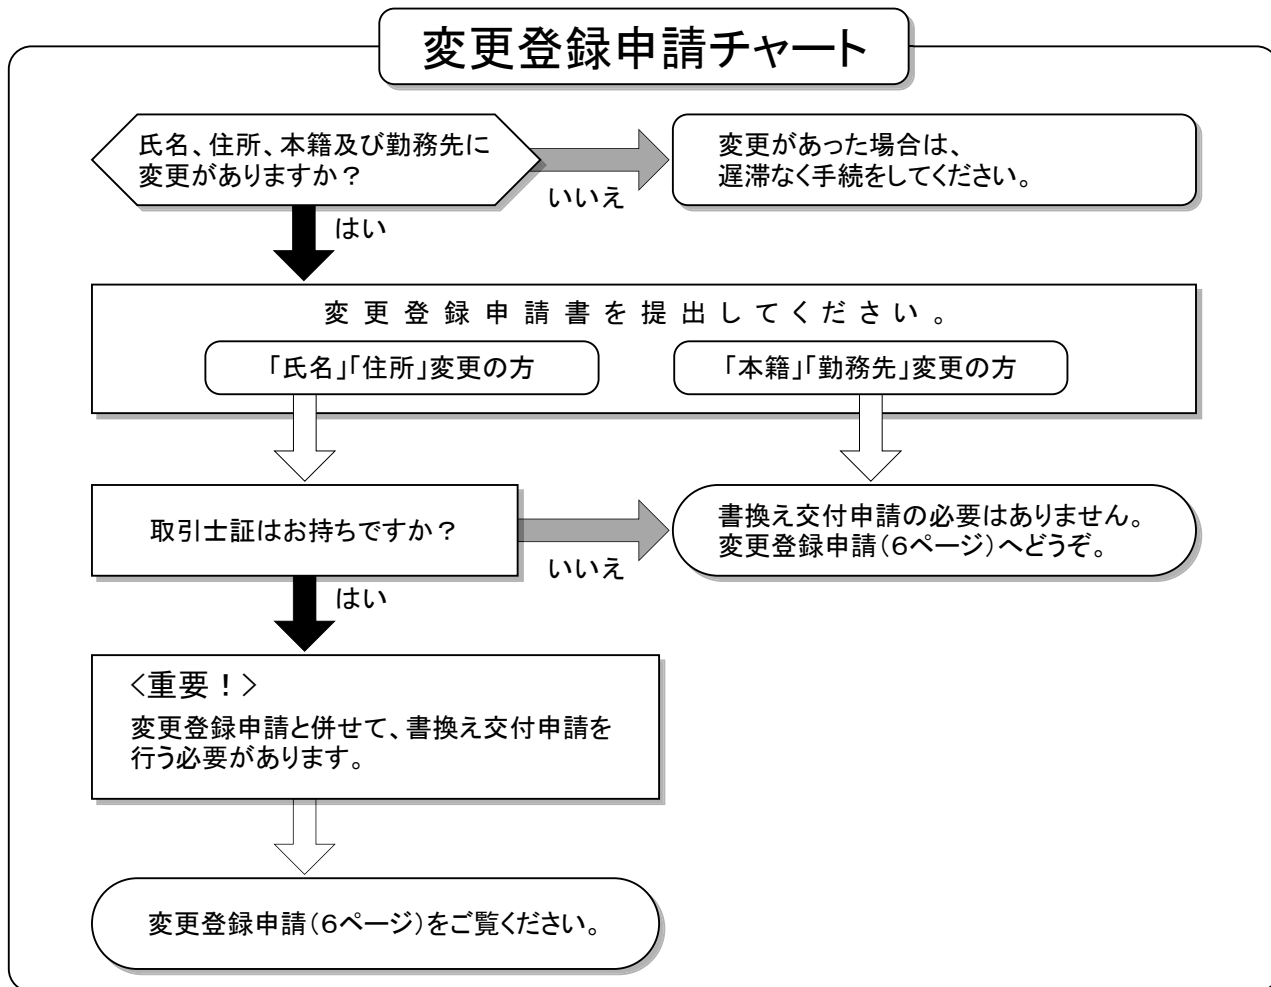 変更登録申請チャート
氏名、住所、本籍及び勤務先に
変更がありますか？
いいえ
変更があった場合は、
遅滞なく手続をしてください。
はい
変更登録申請書を提出してください。
「氏名」「住所」変更の方
「本籍」「勤務先」変更の方
取引士証はお持ちですか？
いいえ
書換え交付申請の必要はありません。
変更登録申請（６ページ）へどうぞ。
はい
＜重要！＞
変更登録申請と併せて、書換え交付申請を
行う必要があります。
変更登録申請（６ページ）をご覧ください。